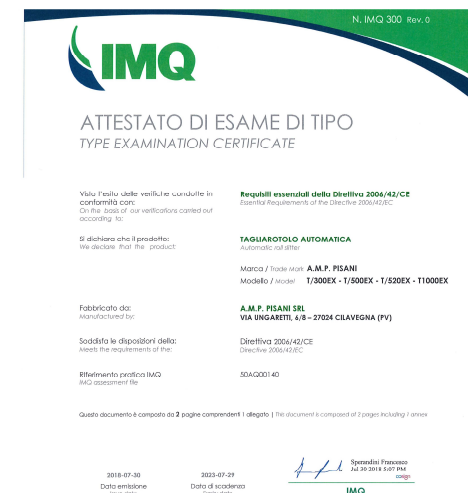 N. IMQ 300 Rev. 0
IMQ
ATTESTATO DI ESAME DI TIPO
TYPE EXAMINATION CERTIFICATE
Visto l'esito delle verifiche condotte in
conformità con:
On the basis of our verifications carried out
according to:
Requisiti essenziali della Direttiva 2006/42/CE
Essential Requirements of the Directive 2006/42/EC
Si dichiara che il prodotto:
We declare that the product:
TAGLIAROTOLO AUTOMATICA
Automatic roll slitter
Marca / Trade Mark A.M.P. PISANI
Modello / Model T/300EX - T/500EX - T/520EX - T1000EX
Fabbricato da:
Manufactured by:
A.M.P. PISANI SRL
VIA UNGARETTI, 6/8 – 27024 CILAVEGNA (PV)
Soddisfa le disposizioni della:
Meets the requirements of the:
Direttiva 2006/42/CE
Directive 2006/42/EC
Riferimento pratica IMQ
IMQ assessment file
50AQ00140
Questo documento è composto da 2 pagine comprendenti 1 allegato | This document is composed of 2 pages including 1 annex
2018-07-30
Data emissione
2023-07-29
Data di scadenza
Sperandini Francesco
Jul 30 2018 5:07 PM
IMQ